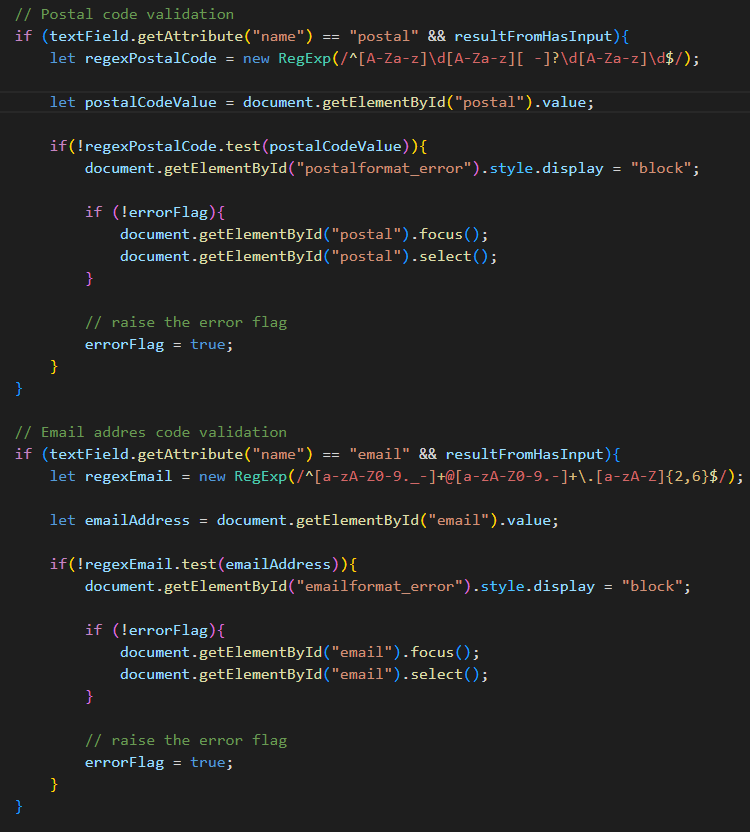 // Postal code validation
if (textField.getAttribute("name") == "postal" && resultFromHasInput){
    let regexPostalCode = new RegExp(/^[A-Za-z]\d[A-Za-z][ -]?\d[A-Za-z]\d$/);

    let postalCodeValue = document.getElementById("postal").value;

    if(!regexPostalCode.test(postalCodeValue)){
        document.getElementById("postalformat_error").style.display = "block";

        if (!errorFlag){
            document.getElementById("postal").focus();
            document.getElementById("postal").select();
        }

        // raise the error flag
        errorFlag = true;
    }
}

// Email addres code validation
if (textField.getAttribute("name") == "email" && resultFromHasInput){
    let regexEmail = new RegExp(/^[a-zA-Z0-9._-]+@[a-zA-Z0-9.-]+\.[a-zA-Z]{2,6}$/);

    let emailAddress = document.getElementById("email").value;

    if(!regexEmail.test(emailAddress)){
        document.getElementById("emailformat_error").style.display = "block";

        if (!errorFlag){
            document.getElementById("email").focus();
            document.getElementById("email").select();
        }

        // raise the error flag
        errorFlag = true;
    }
}